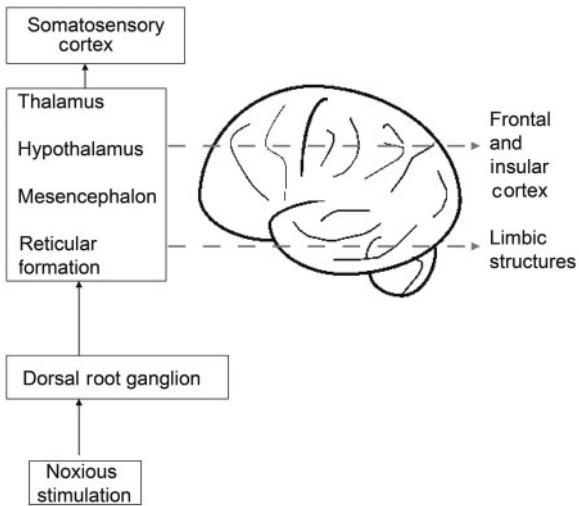 Somatosensory
cortex
Thalamus
Hypothalamus
Mesencephalon
Reticular
formation
Frontal
and
insular
cortex
Limbic
structures
Dorsal root ganglion
Noxious
stimulation